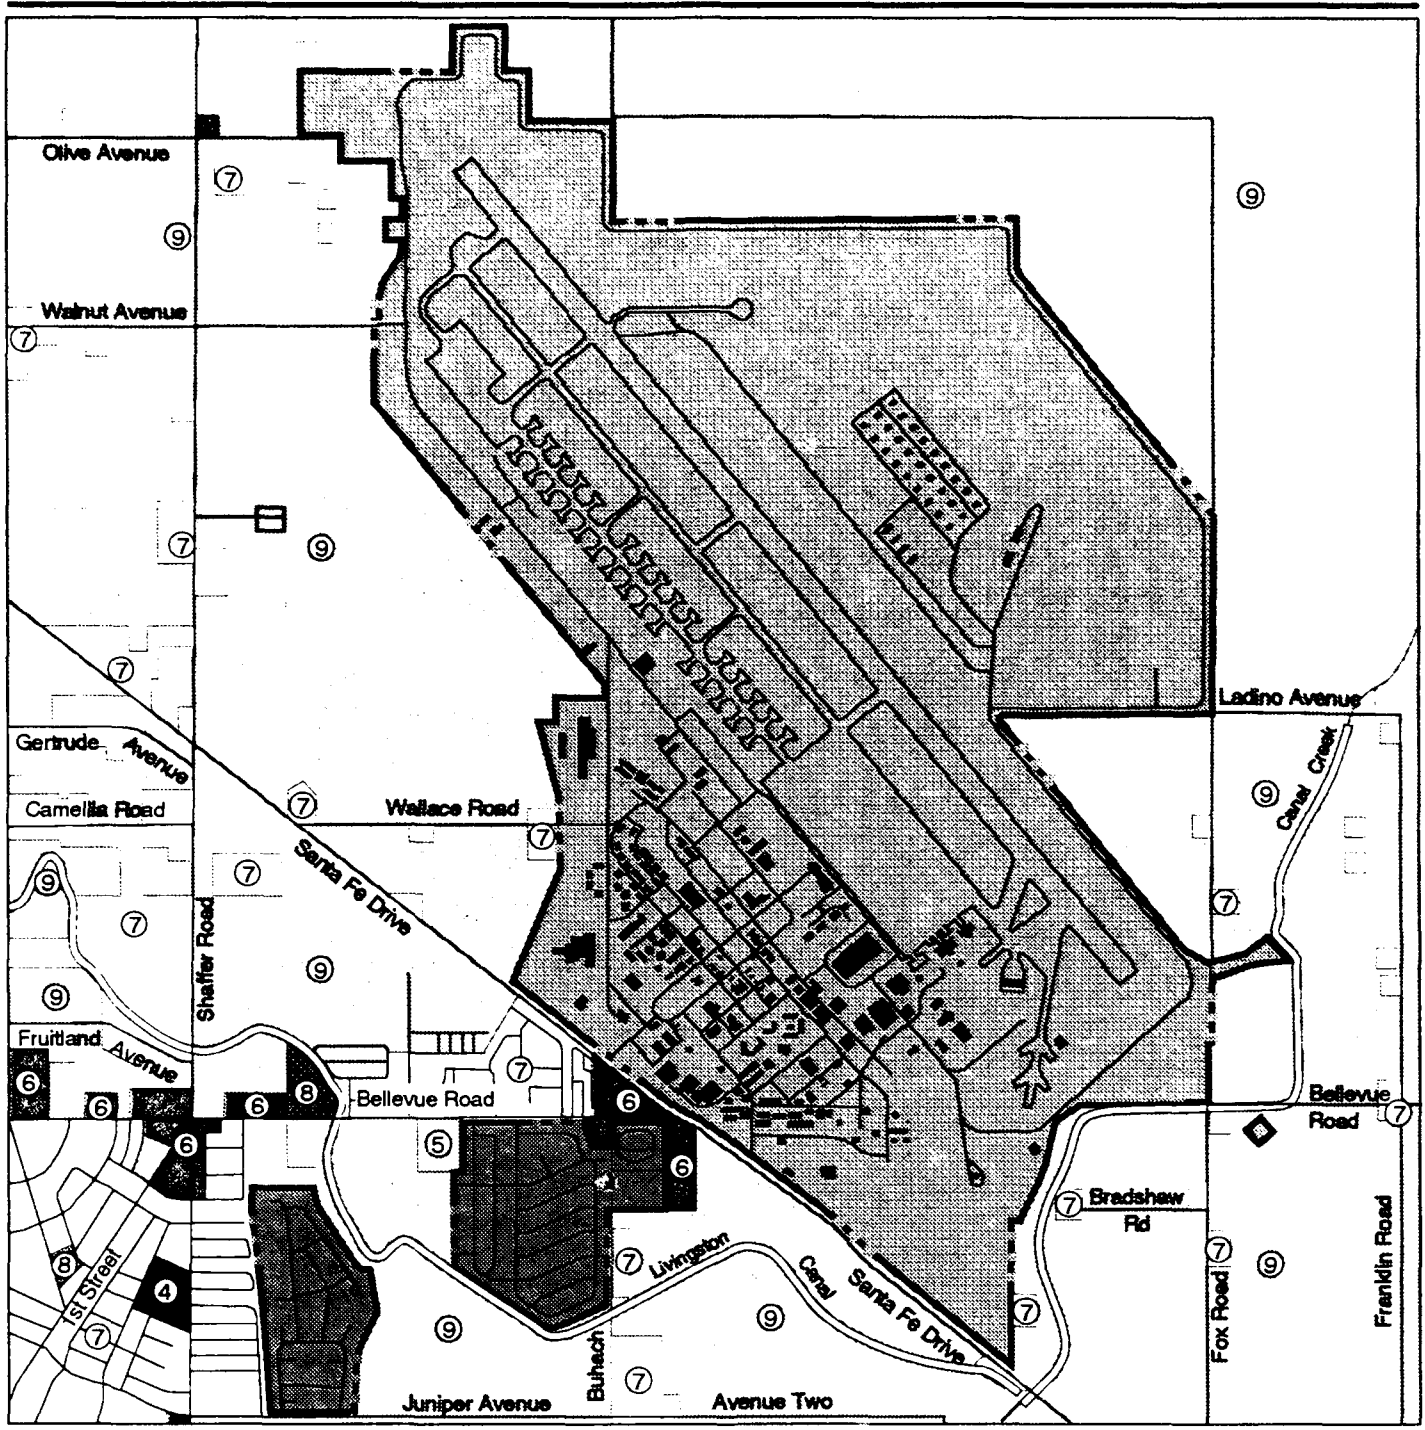 Olive Avenue
7
9
9
Walnut Avenue
7
7
9
7
Ladino Avenue
Gertrude Avenue
Canal Creek
9
7
Camellia Road
Wallace Road
7
Santa Fe Drive
9
7
7
7
Shaffer Road
9
9
Fruitland Avenue
7
6
8
6
6
Bellevue Road
6
Bellevue
Road
7
6
5
6
7
Bradshaw
Rd
8
1st Street
4
7
Livingston
Canal
7
9
9
9
7
7
Santa Fe Drive
Fox Road
Franklin Road
Buhach
7
Juniper Avenue
Avenue Two